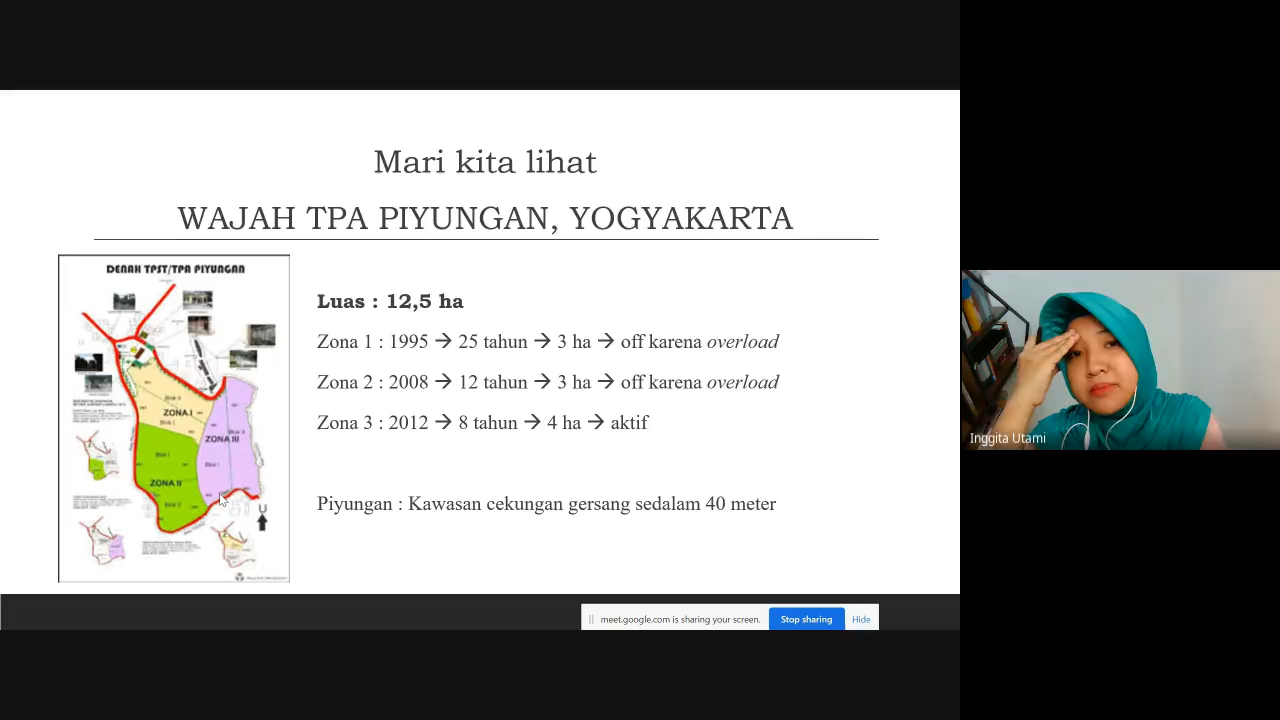 Mari kita lihat
WAJAH TPA PIYUNGAN, YOGYAKARTA
DENAH TPST/TPA PIYUNGAN
ZONA I
ZONA III
ZONA II
U
Luas : 12,5 ha
Zona 1 : 1995 → 25 tahun → 3 ha → off karena overload
Zona 2 : 2008 → 12 tahun → 3 ha → off karena overload
Zona 3 : 2012 → 8 tahun → 4 ha → aktif
Piyungan : Kawasan cekungan gersang sedalam 40 meter
Inggita Utami
meet.google.com is sharing your screen.
Stop sharing
Hide